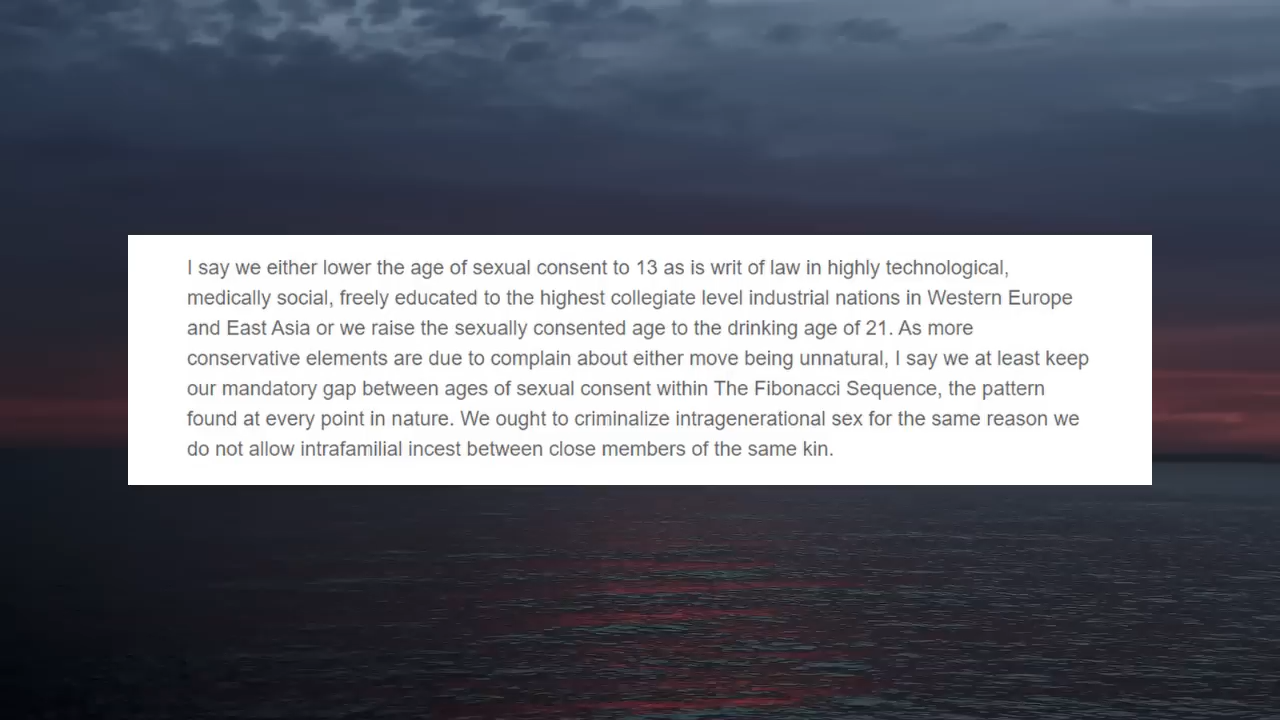 I say we either lower the age of sexual consent to 13 as is writ of law in highly technological,
medically social, freely educated to the highest collegiate level industrial nations in Western Europe
and East Asia or we raise the sexually consented age to the drinking age of 21. As more
conservative elements are due to complain about either move being unnatural, I say we at least keep
our mandatory gap between ages of sexual consent within The Fibonacci Sequence, the pattern
found at every point in nature. We ought to criminalize intragenerational sex for the same reason we
do not allow intrafamilial incest between close members of the same kin.